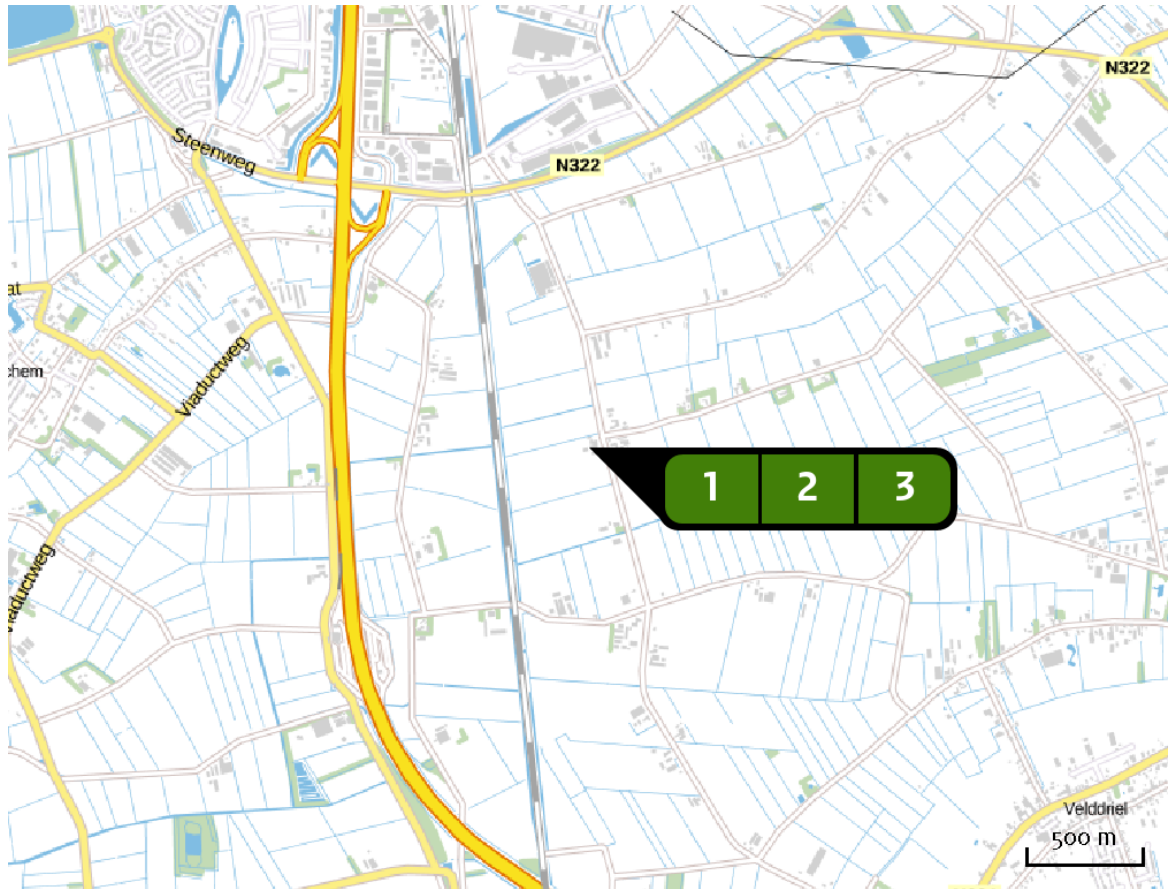 N322
Steenweg
N322
at
chem
Viaductweg
1 2 3
Viaductweg
Velddriel
500 m